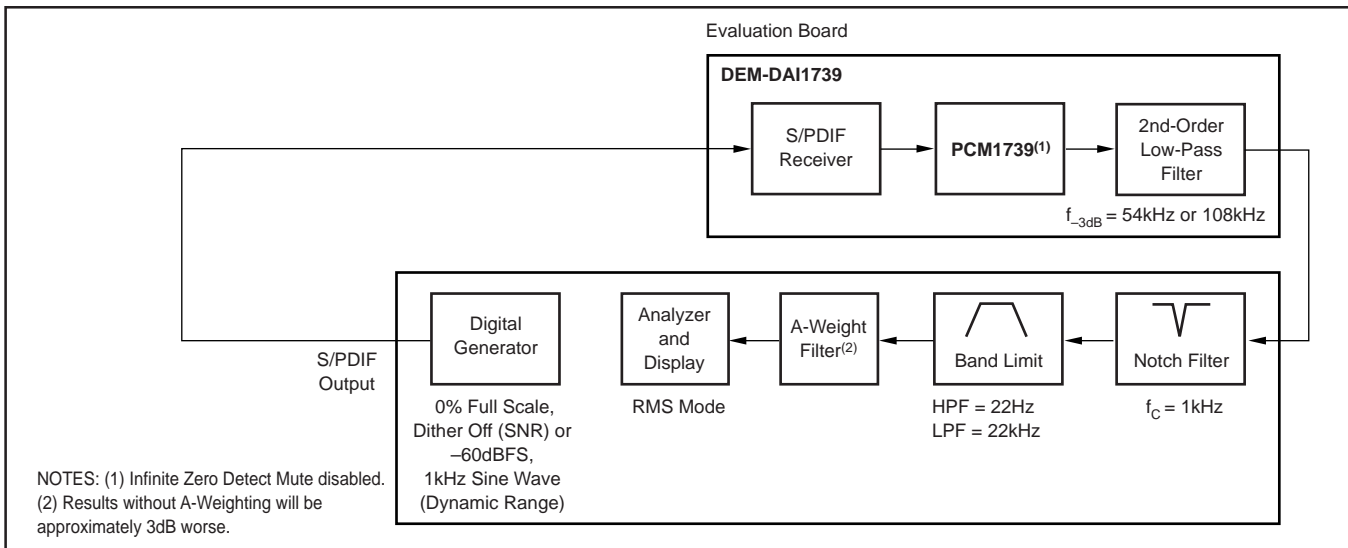 Evaluation Board
DEM-DAI1739
S/PDIF
Receiver
PCM1739(1)
2nd-Order
Low-Pass
Filter
f–3dB = 54kHz or 108kHz
S/PDIF
Output
Digital
Generator
0% Full Scale,
Dither Off (SNR) or
–60dBFS,
1kHz Sine Wave
(Dynamic Range)
Analyzer
and
Display
RMS Mode
A-Weight
Filter(2)
Band Limit
HPF = 22Hz
LPF = 22kHz
Notch Filter
fC = 1kHz
NOTES: (1) Infinite Zero Detect Mute disabled.
(2) Results without A-Weighting will be
approximately 3dB worse.